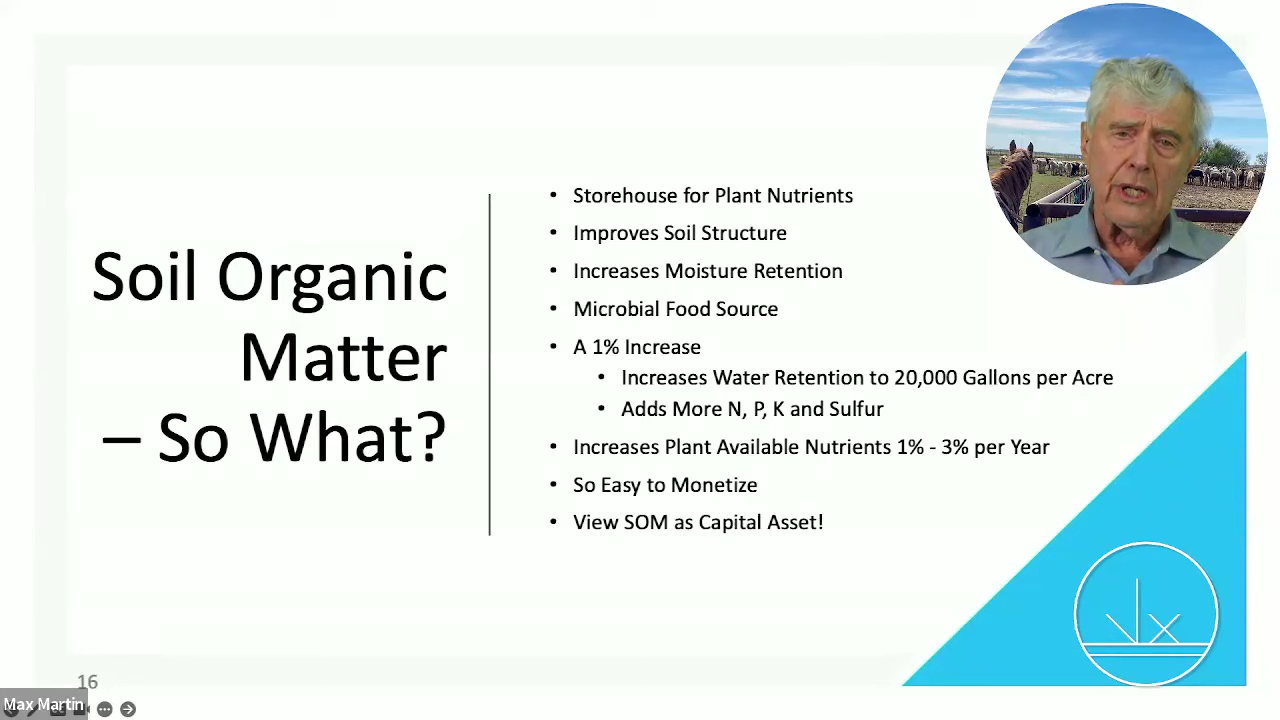 Soil Organic
Matter
– So What?
• Storehouse for Plant Nutrients
• Improves Soil Structure
• Increases Moisture Retention
• Microbial Food Source
• A 1% Increase
• Increases Water Retention to 20,000 Gallons per Acre
• Adds More N, P, K and Sulfur
• Increases Plant Available Nutrients 1% - 3% per Year
• So Easy to Monetize
• View SOM as Capital Asset!
16
Max Martin